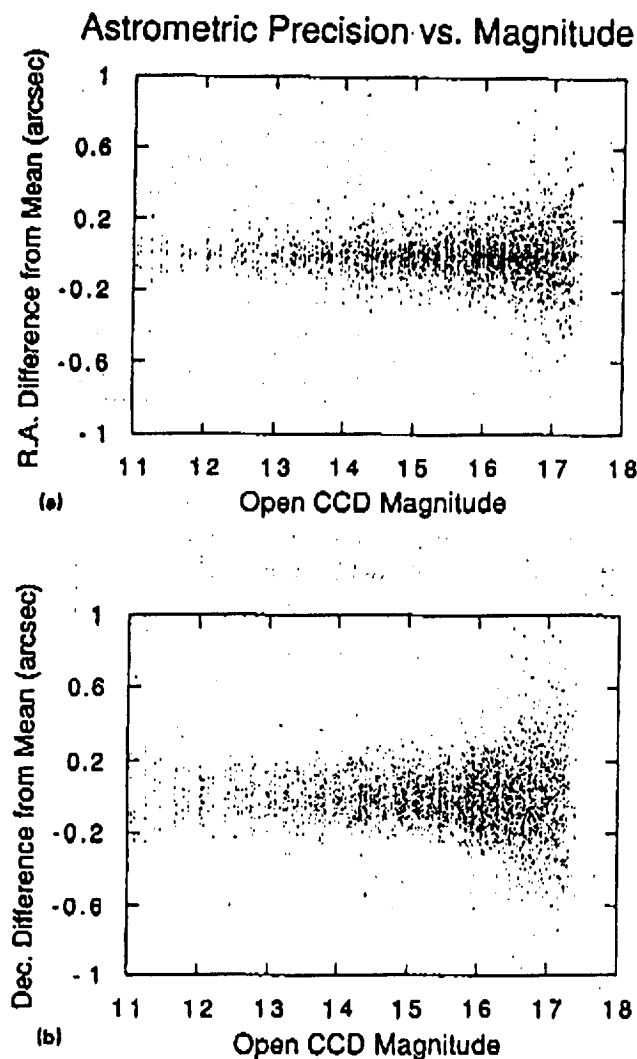 Astrometric Precision vs. Magnitude
R.A. Difference from Mean (arcsec)
1
0.6
0.2
-0.2
-0.6
-1
11 12 13 14 15 16 17 18
(a)
Open CCD Magnitude
Dec. Difference from Mean (arcsec)
1
0.6
0.2
-0.2
-0.6
-1
11 12 13 14 15 16 17 18
(b)
Open CCD Magnitude